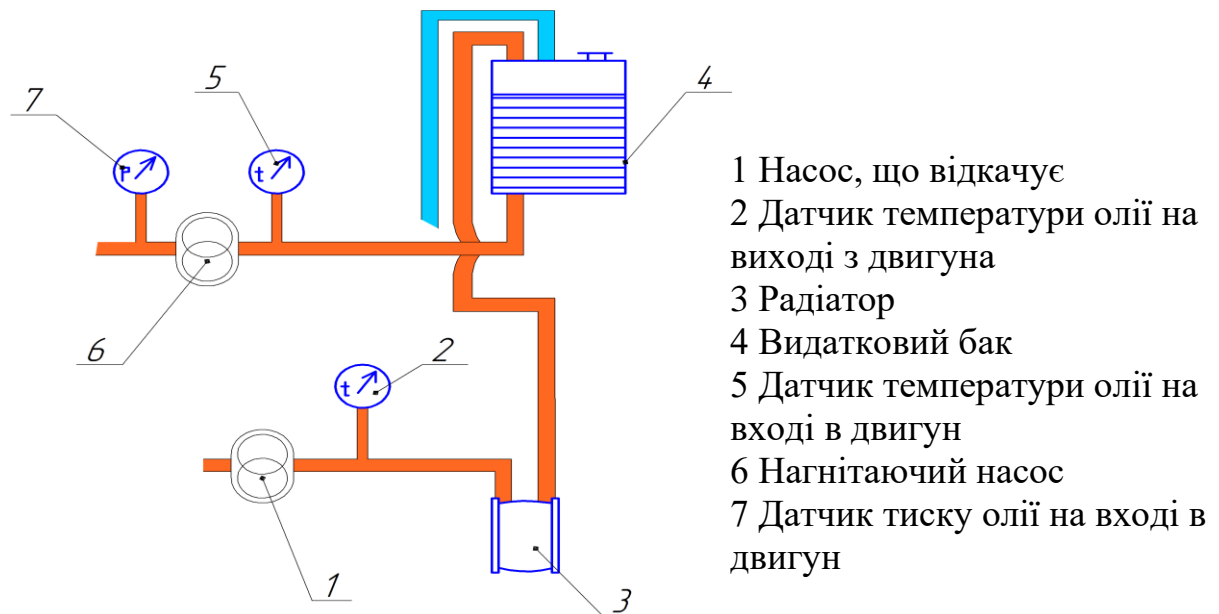 7
5
4
P
t
1 Насос, що відкачує
2 Датчик температури олії на
виході з двигуна
3 Радіатор
4 Видатковий бак
5 Датчик температури олії на
вході в двигун
6 Нагнітаючий насос
7 Датчик тиску олії на вході в
двигун
6
2
t
1
3